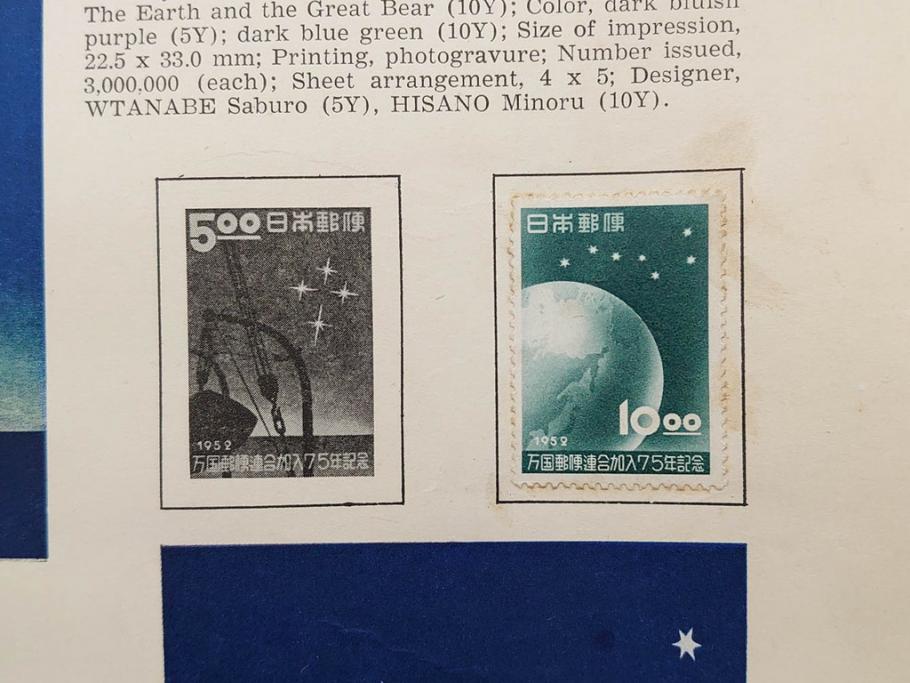 The Earth and the Great Bear (10Y); Color, dark bluish
purple (5Y); dark blue green (10Y); Size of impression,
22.5 x 33.0 mm; Printing, photogravure; Number issued,
3,000,000 (each); Sheet arrangement, 4 x 5; Designer,
WTANABE Saburo (5Y), HISANO Minoru (10Y).
500 日本郵便
1952
万国郵便連合加入75年記念
日本郵便
1000
1952
万国郵便連合加入75年記念